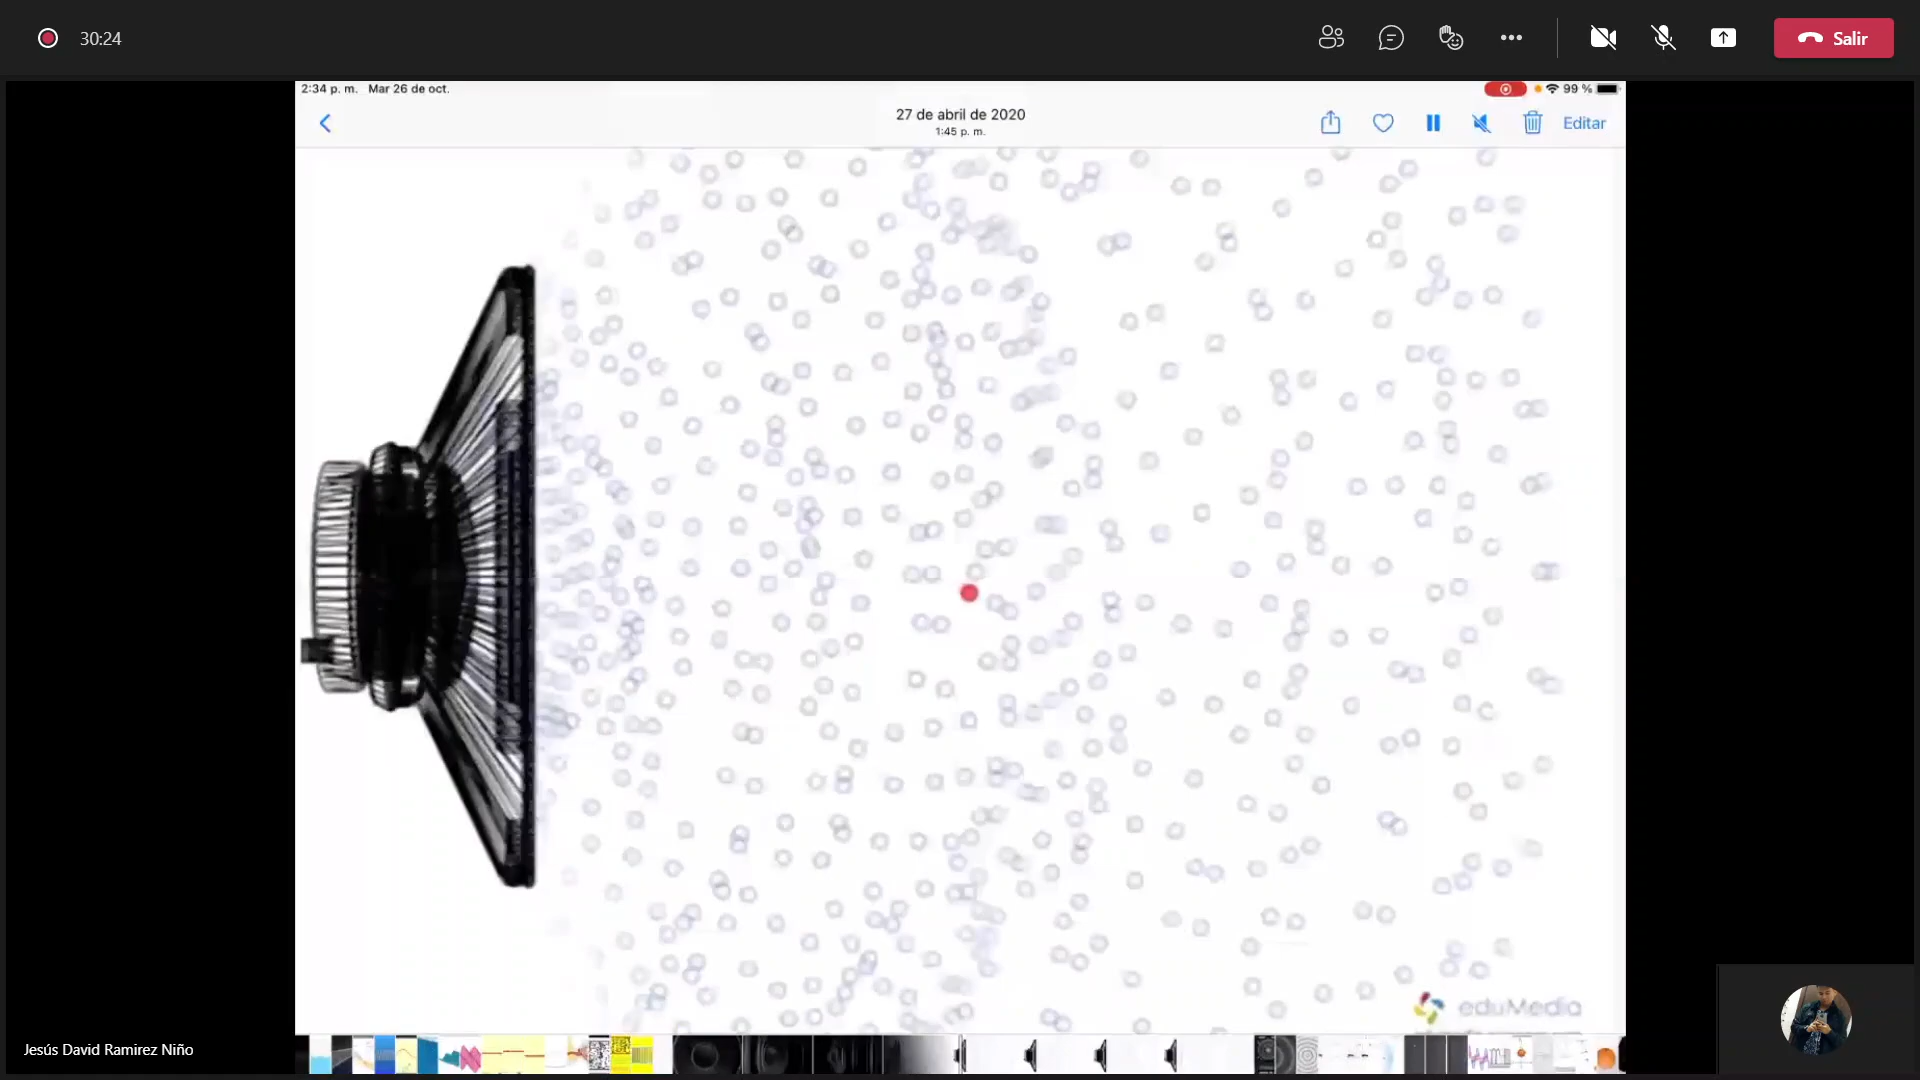 30:24
Salir
2:34 p. m. Mar 26 de oct.
99 %
27 de abril de 2020
1:45 p. m.
Editar
eduMedia
Jesús David Ramirez Niño